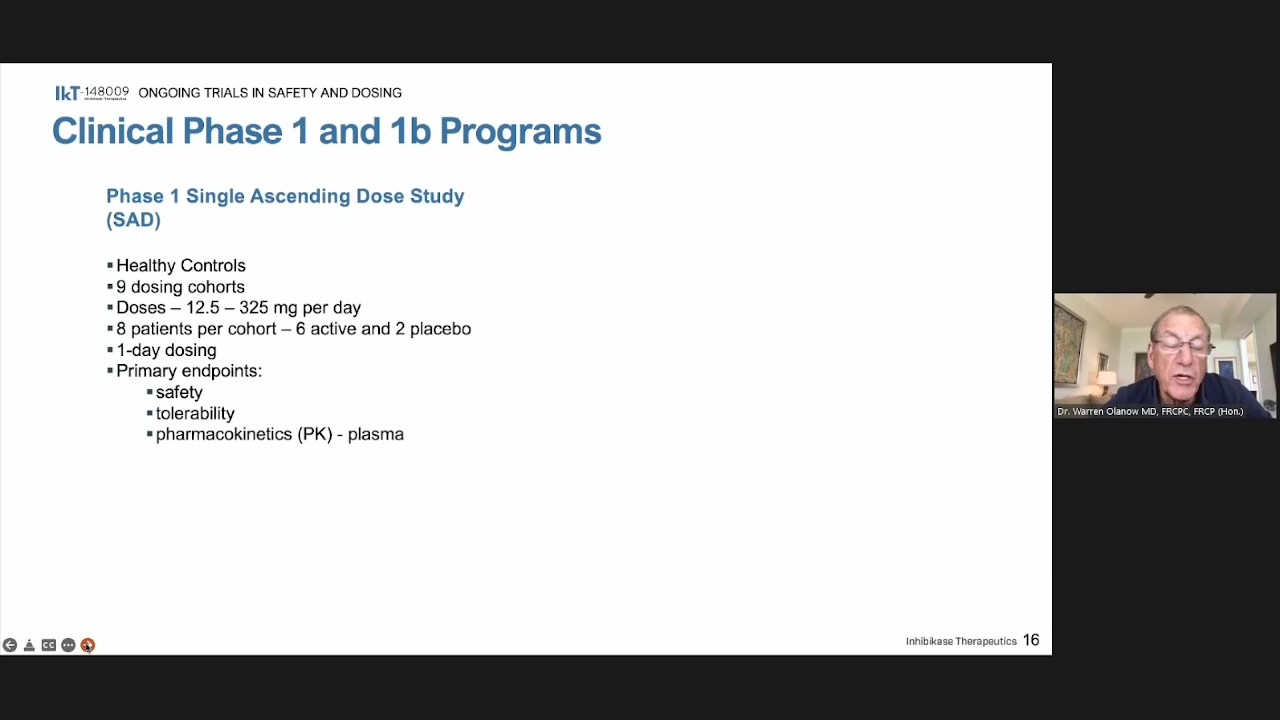 IkT-148009 ONGOING TRIALS IN SAFETY AND DOSING
Inhibikase Therapeutics
Clinical Phase 1 and 1b Programs
Phase 1 Single Ascending Dose Study
(SAD)
▪Healthy Controls
▪9 dosing cohorts
▪Doses – 12.5 – 325 mg per day
▪8 patients per cohort – 6 active and 2 placebo
▪1-day dosing
▪Primary endpoints:
▪safety
▪tolerability
▪pharmacokinetics (PK) - plasma
Dr. Warren Olanow MD, FRCPC, FRCP (Hon.)
CC
Inhibikase Therapeutics 16